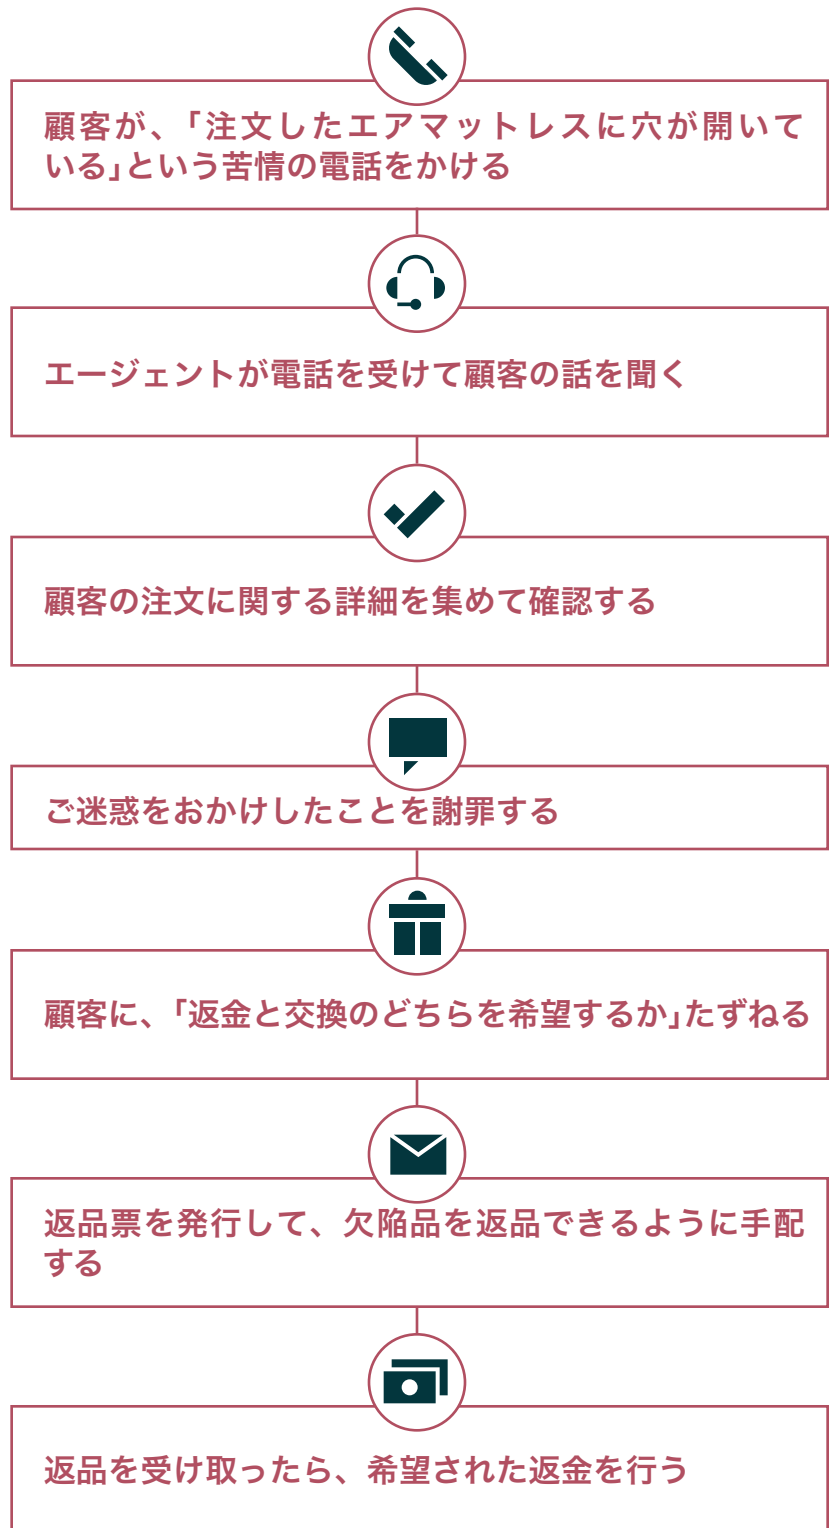 顧客が、「注文したエアマットレスに穴が開いて
いる」という苦情の電話をかける
エージェントが電話を受けて顧客の話を聞く
顧客の注文に関する詳細を集めて確認する
ご迷惑をおかけしたことを謝罪する
顧客に、「返金と交換のどちらを希望するか」たずねる
返品票を発行して、欠陥品を返品できるように手配
する
返品を受け取ったら、希望された返金を行う